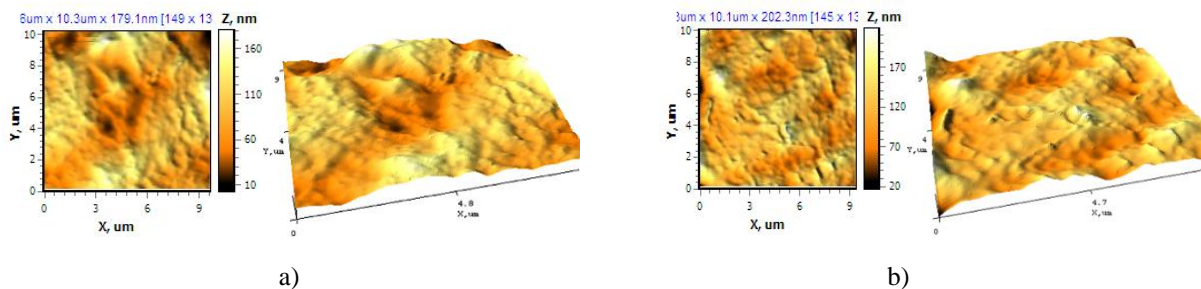 6um x 10.3um x 179.1nm [149 x 13
Z, nm
10
8
6
4
2
0
Y, um
0 3 6 9
X, um
160
110
60
10
9
4
Y,um
0
4.8
X,um
a)
3um x 10.1um x 202.3nm [145 x 13
Z, nm
10
8
6
4
2
0
Y, um
0 3 6 9
X, um
170
120
70
20
9
4
Y,um
0
4.7
X,um
b)